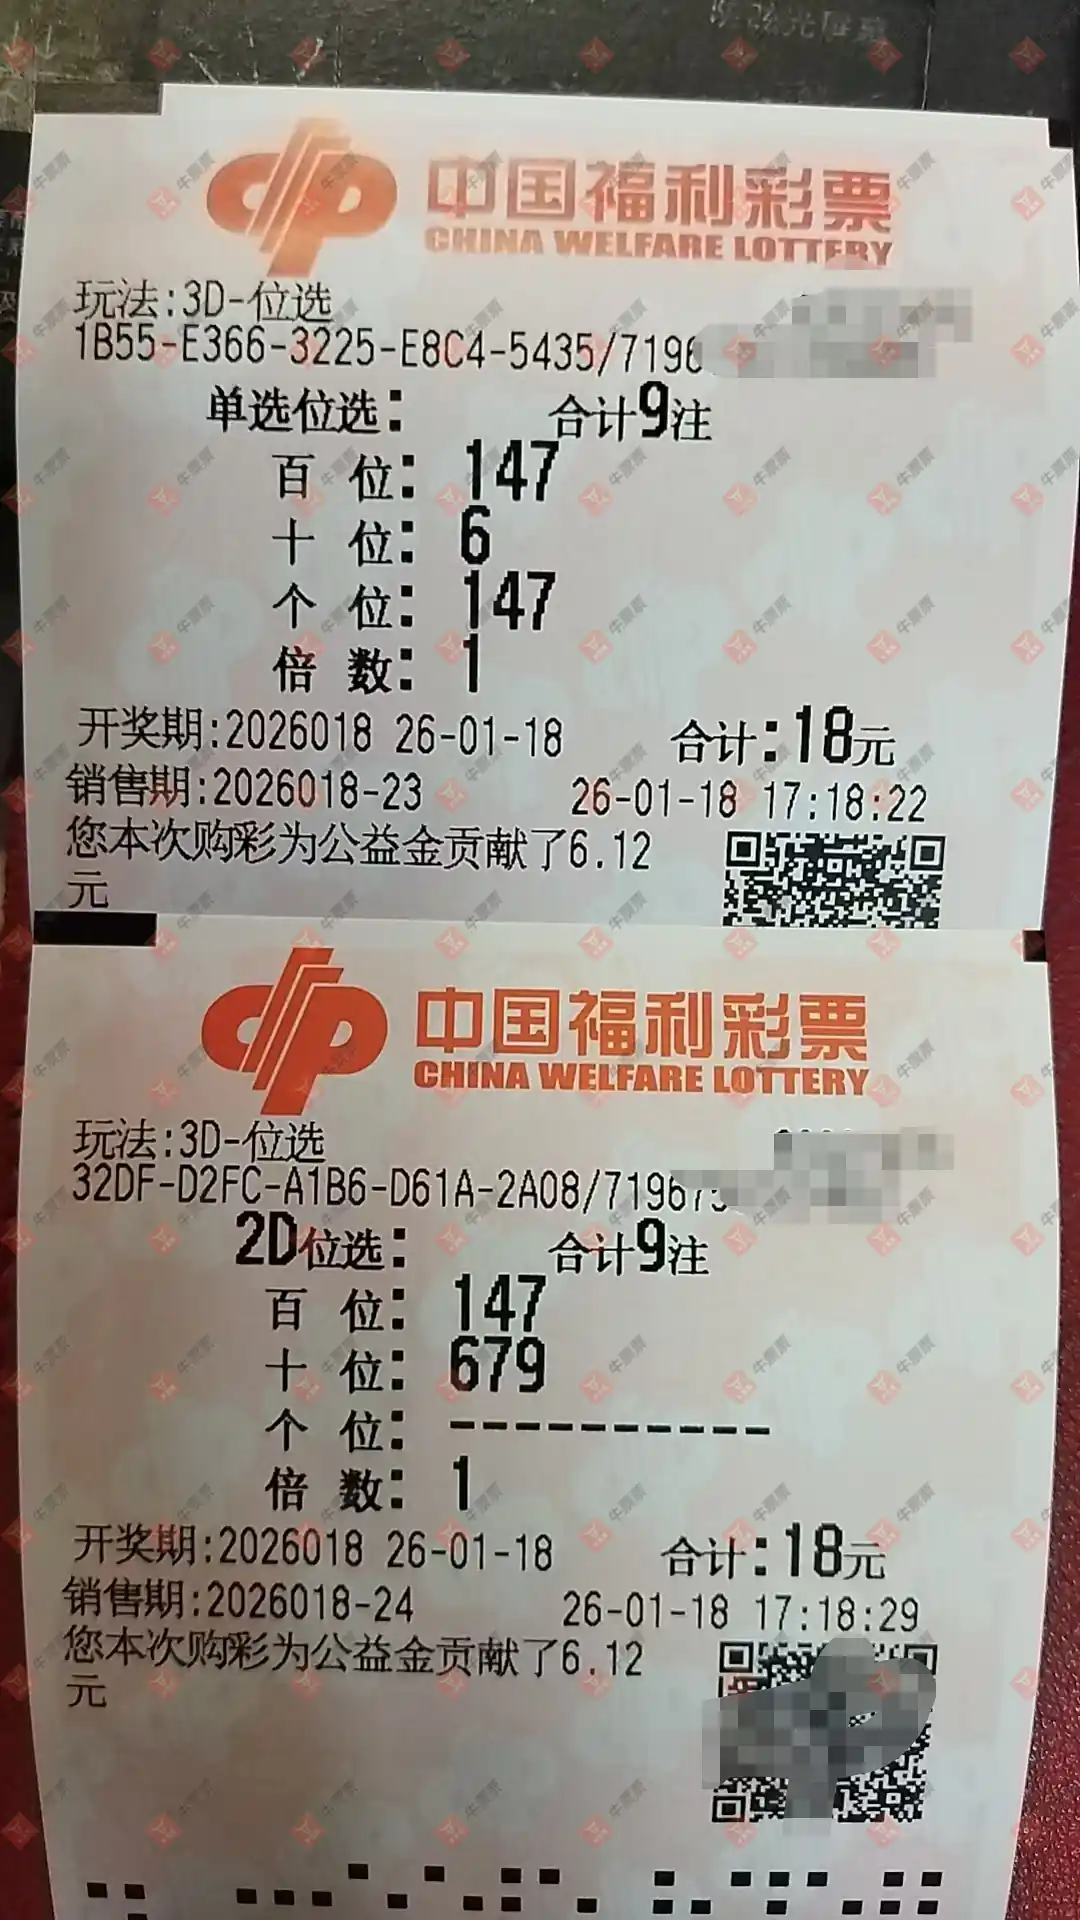 中国福利彩票
CHINA WELFARE LOTTERY
玩法:3D-位选
1B55-E366-3225-E8C4-5435/7196
单选位选: 合计9注
百 位: 147
十 位: 6
个 位: 147
倍 数: 1
开奖期:2026018 26-01-18 合计:18元
销售期:2026018-23 26-01-18 17:18:22
您本次购彩为公益金贡献了6.12
元
中国福利彩票
CHINA WELFARE LOTTERY
玩法:3D-位选
32DF-D2FC-A1B6-D61A-2A08/7196
2D位选: 合计9注
百 位: 147
十 位: 679
个 位: ----------
倍 数: 1
开奖期:2026018 26-01-18 合计:18元
销售期:2026018-24 26-01-18 17:18:29
您本次购彩为公益金贡献了6.12
元
牛票票